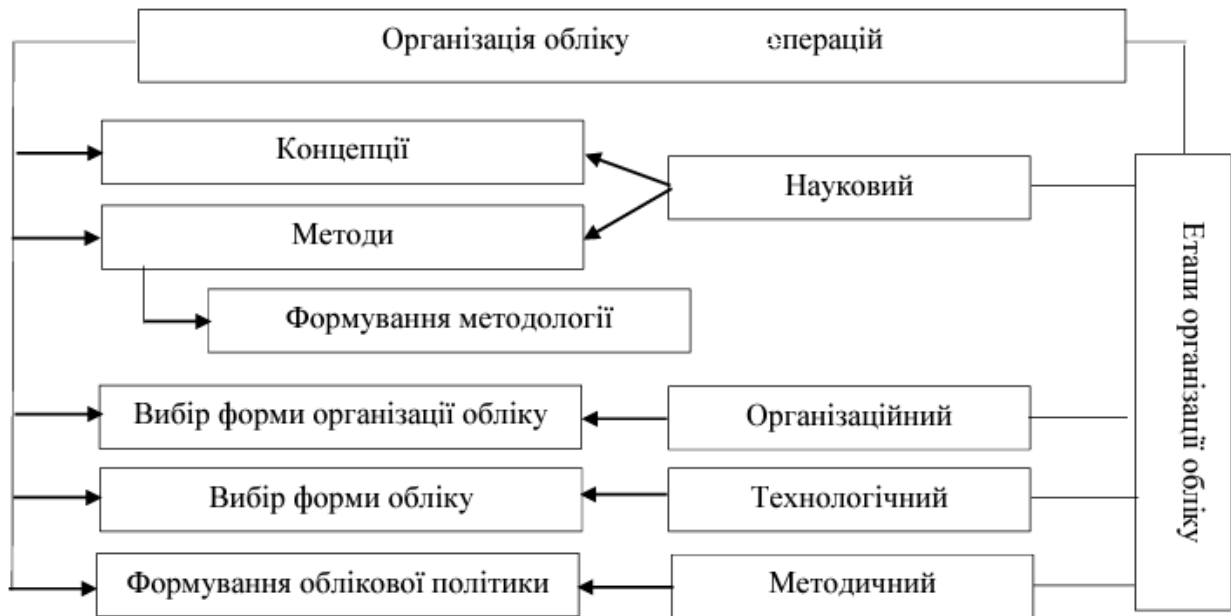 Організація обліку операцій
Концепції
Науковий
Методи
Формування методології
Вибір форми організації обліку
Організаційний
Вибір форми обліку
Технологічний
Формування облікової політики
Методичний
Етапи організації обліку